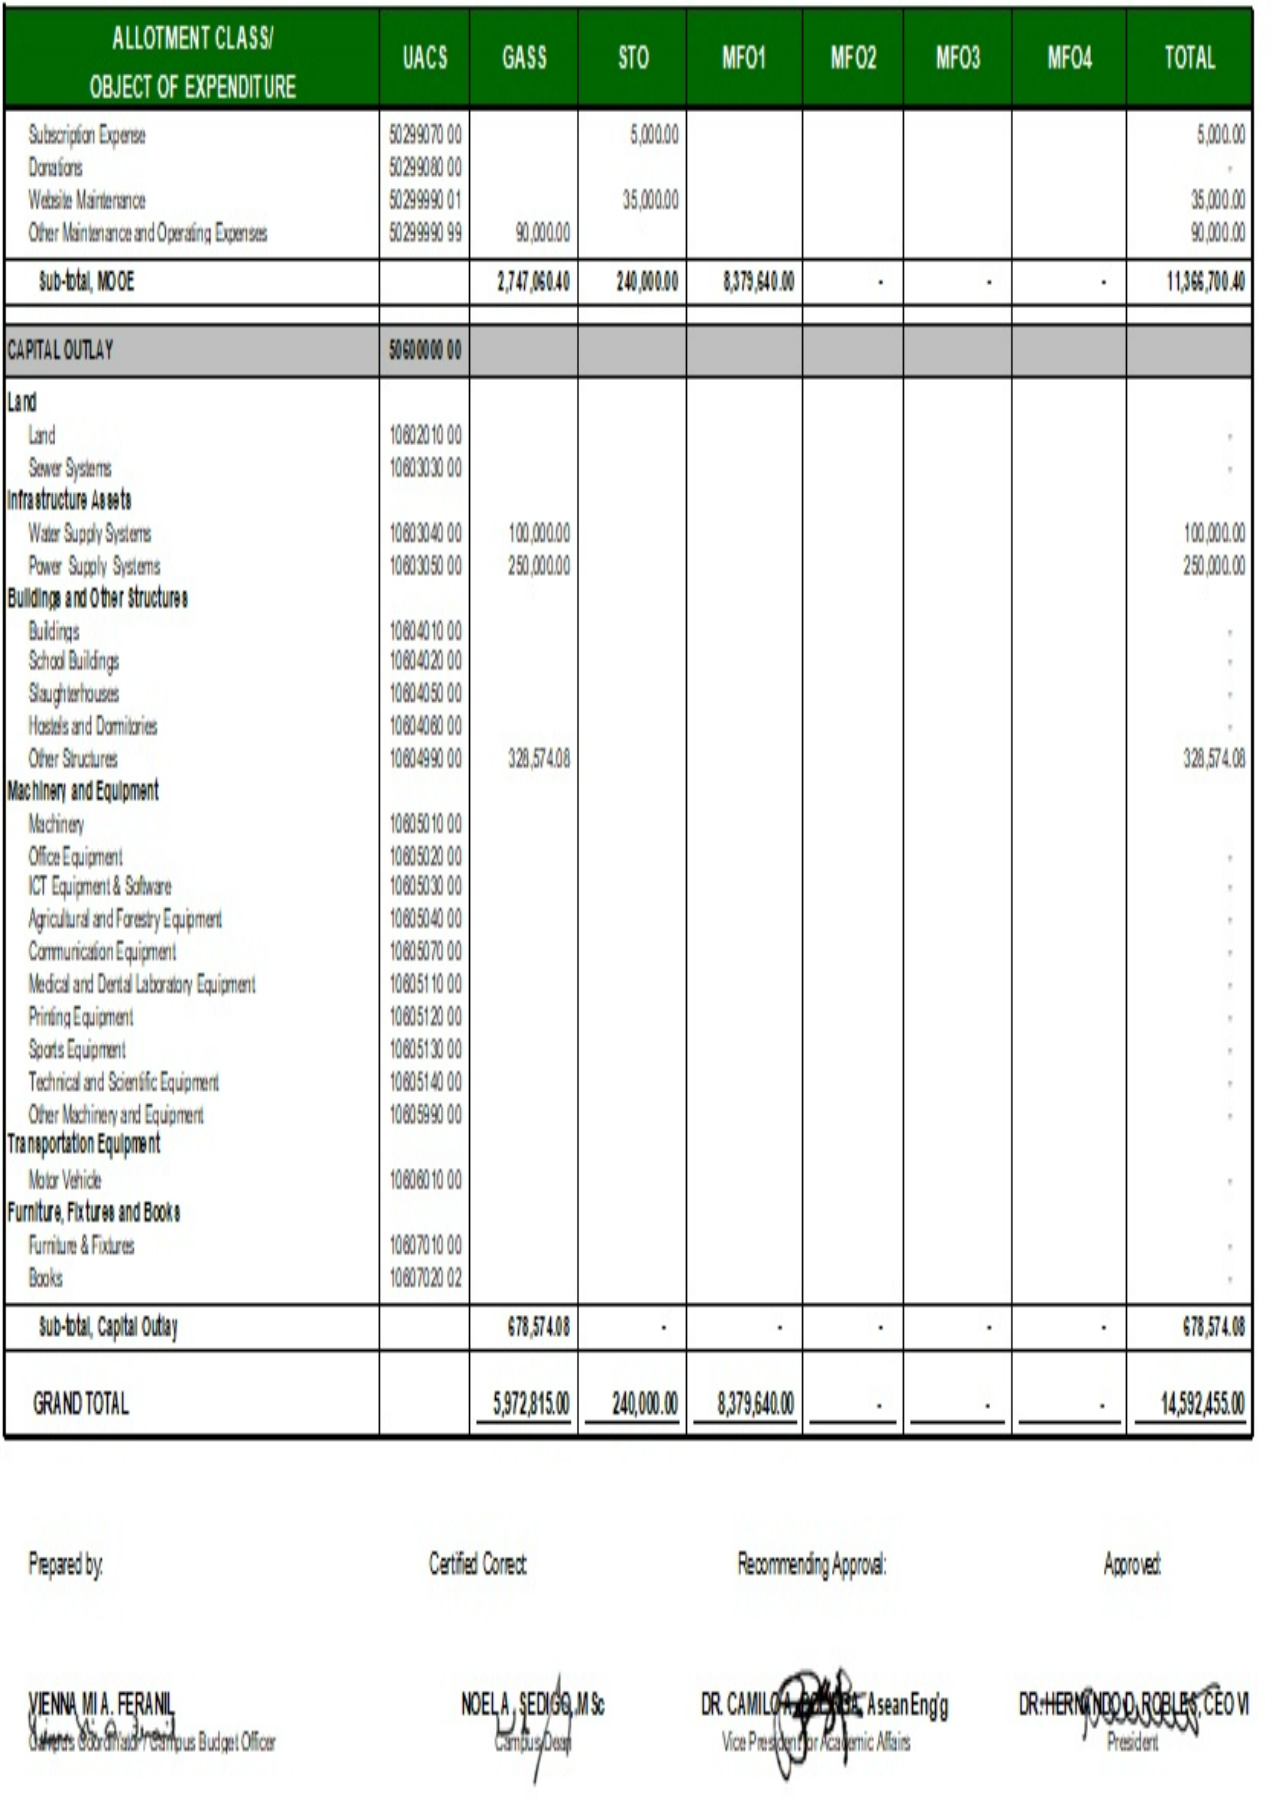 ALLOTMENT CLASS/
OBJECT OF EXPENDITURE UACS GASS STO MFO1 MFO2 MFO3 MFO4 TOTAL
Subscription Expense 50299070 00 5,000.00 5,000.00
Donations 50299080 00 -
Website Maintenance 50299990 01 35,000.00 35,000.00
Other Maintenance and Operating Expenses 50299990 99 90,000.00 90,000.00
Sub-total, MOOE 2,747,060.40 240,000.00 8,379,640.00 - - - 11,366,700.40
CAPITAL OUTLAY 50600000 00
Land
Land 10602010 00 -
Sewer Systems 10603030 00 -
Infrastructure Assets
Water Supply Systems 10603040 00 100,000.00 100,000.00
Power Supply Systems 10603050 00 250,000.00 250,000.00
Buildings and Other Structures
Buildings 10604010 00 -
School Buildings 10604020 00 -
Slaughterhouses 10604050 00 -
Hostels and Dormitories 10604060 00 -
Other Structures 10604990 00 328,574.08 328,574.08
Machinery and Equipment
Machinery 10605010 00
Office Equipment 10605020 00 -
ICT Equipment & Software 10605030 00 -
Agricultural and Forestry Equipment 10605040 00 -
Communication Equipment 10605070 00 -
Medical and Dental Laboratory Equipment 10605110 00 -
Printing Equipment 10605120 00 -
Sports Equipment 10605130 00 -
Technical and Scientific Equipment 10605140 00 -
Other Machinery and Equipment 10605990 00 -
Transportation Equipment
Motor Vehicle 10606010 00 -
Furniture, Fixtures and Books
Furniture & Fixtures 10607010 00 -
Books 10607020 02 -
Sub-total, Capital Outlay 678,574.08 - - - - - 678,574.08
GRAND TOTAL 5,972,815.00 240,000.00 8,379,640.00 - - - 14,592,455.00
Prepared by: Certified Correct: Recommending Approval: Approved:
VIENNA MI A. FERANIL NOEL A. SEDIGO, MSc DR. CAMILO A. Asean Eng'g DR. HERNANDO D. ROBLES, CEO VI
Campus Coordinator / Campus Budget Officer Campus Dean Vice President for Academic Affairs President